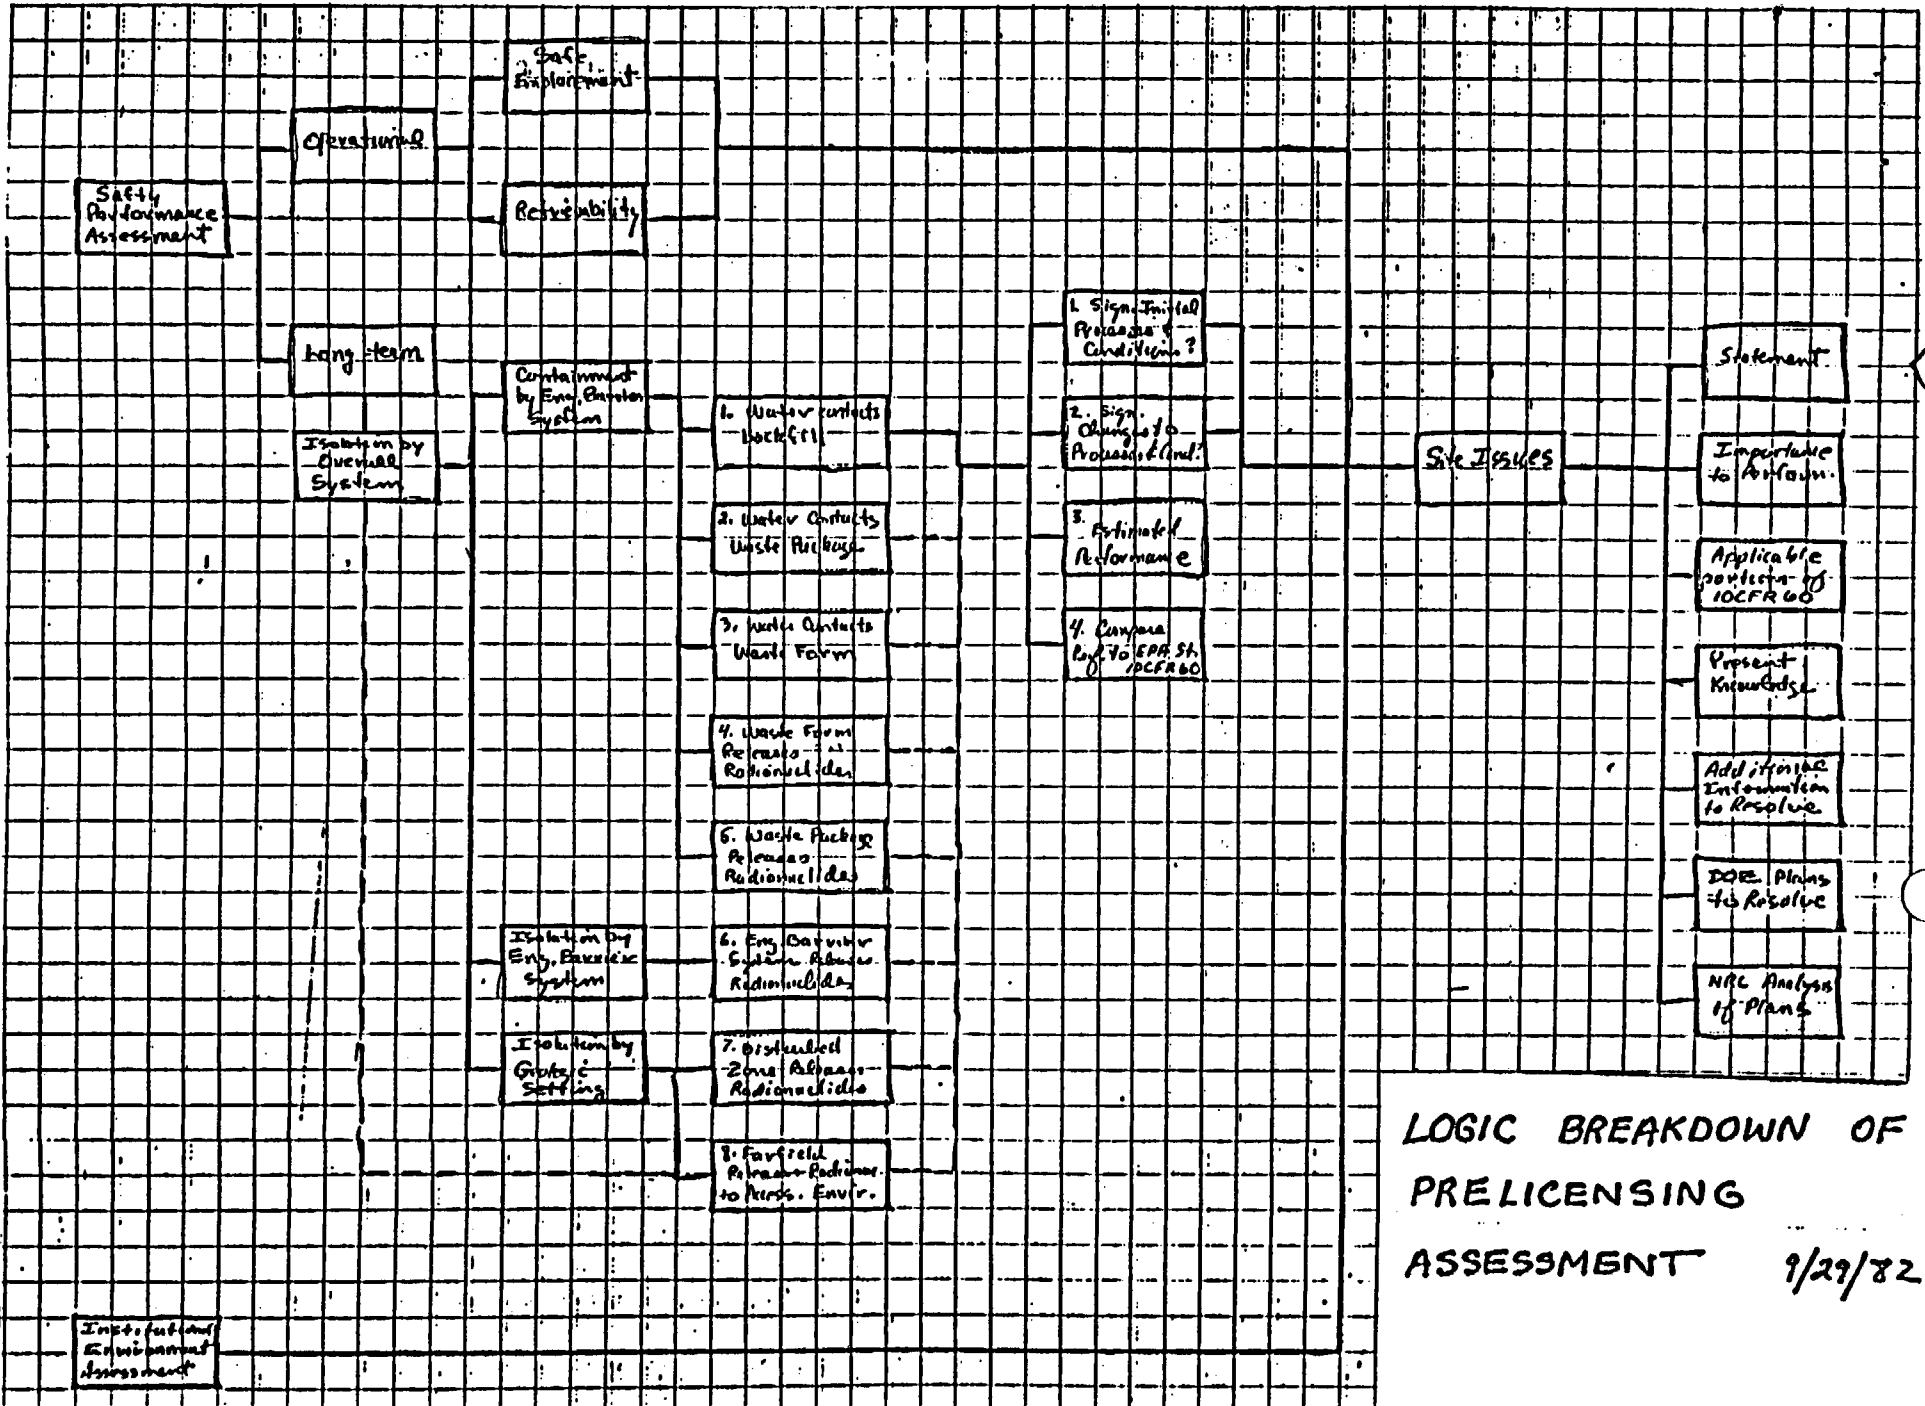 Safe
Emplacement
Operational
Safty
Performance
Assessment
Retrievability
Long-term
Isolation by
Overall
System
Containment
by Eng. Barrier
System
1. Water contacts
backfill
2. Water Contacts
Waste Package
3. Water Contacts
Waste Form
4. Waste Form
Releases
Radionuclides
5. Waste Package
Releases
Radionuclides
Isolation by
Eng. Barrier
System
6. Eng Barrier
System Releases
Radionuclides
Isolation by
Geologic
Setting
7. Disturbed
Zone Releases
Radionuclides
8. Farfield
Releases
to Access. Envir.
1. Sign. Initial
Processes &
Conditions?
2. Sign.
Changes to
Processes & Cond?
3.
Estimated
Performance
4. Compare
to EPA St.
10CFR60
Site Issues
Statement
Importance
to Perform.
Applicable
portion of
10CFR60
Present
Knowledge
Additional
Information
to Resolve
DOE Plans
to Resolve
NRC Analysis
of Plans
Institutional
Environment
Assessment
LOGIC BREAKDOWN OF
PRELICENSING
ASSESSMENT 9/29/82